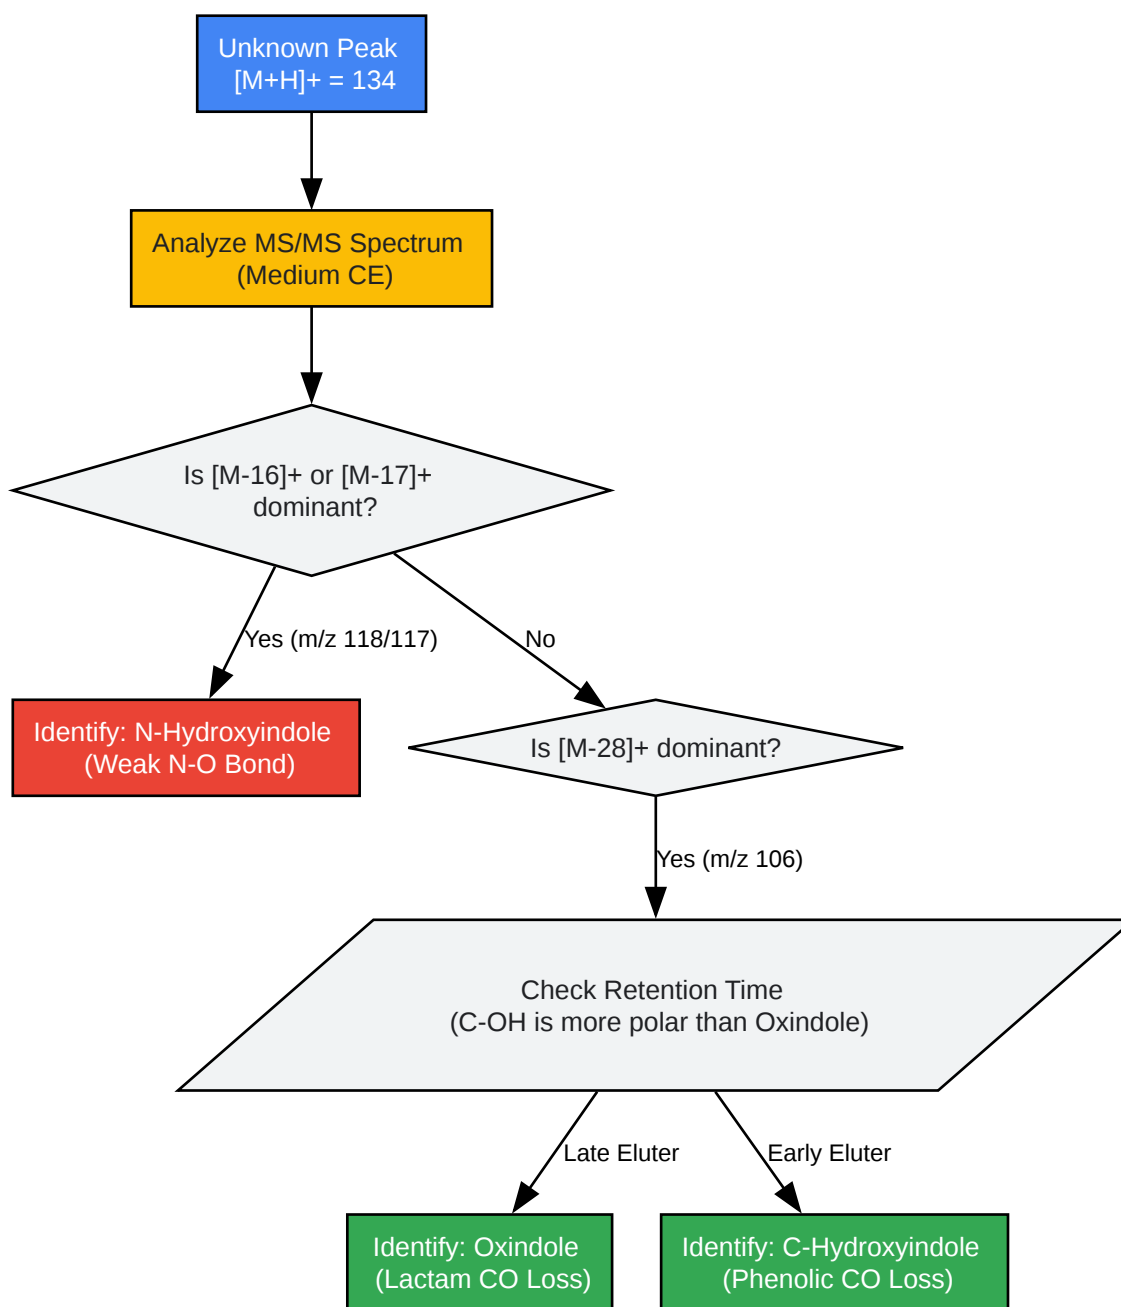 Unknown Peak
[M+H]+ = 134
Analyze MS/MS Spectrum
(Medium CE)
Is [M-16]+ or [M-17]+
dominant?
Yes (m/z 118/117)
No
Identify: N-Hydroxyindole
(Weak N-O Bond)
Is [M-28]+ dominant?
Yes (m/z 106)
Check Retention Time
(C-OH is more polar than Oxindole)
Late Eluter
Early Eluter
Identify: Oxindole
(Lactam CO Loss)
Identify: C-Hydroxyindole
(Phenolic CO Loss)